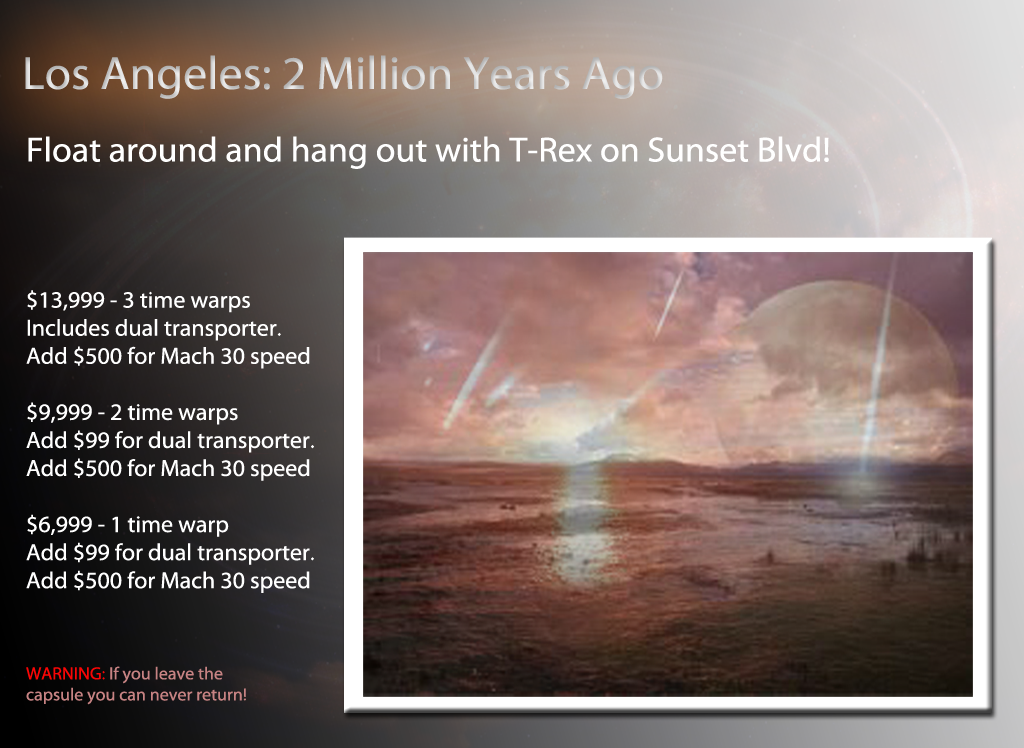 Los Angeles: 2 Million Years Ago
Float around and hang out with T-Rex on Sunset Blvd!
$13,999 - 3 time warps
Includes dual transporter.
Add $500 for Mach 30 speed
$9,999 - 2 time warps
Add $99 for dual transporter.
Add $500 for Mach 30 speed
$6,999 - 1 time warp
Add $99 for dual transporter.
Add $500 for Mach 30 speed
WARNING: If you leave the
capsule you can never return!